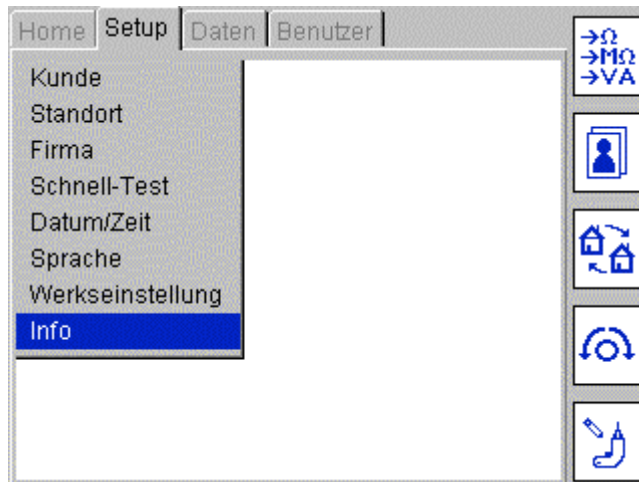 Home Setup Daten Benutzer
Kunde
Standort
Firma
Schnell-Test
Datum/Zeit
Sprache
Werkseinstellung
Info
→Ω
→MΩ
→VA